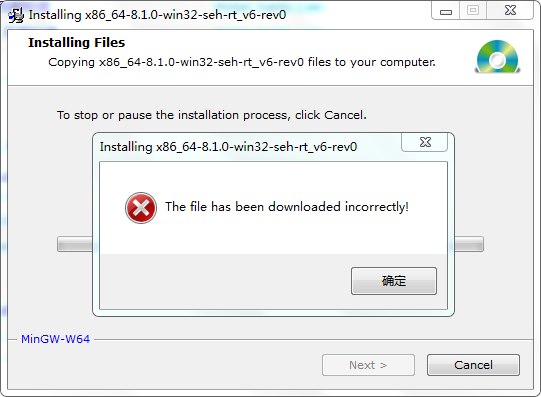 Installing x86_64-8.1.0-win32-seh-rt_v6-rev0
Installing Files
Copying x86_64-8.1.0-win32-seh-rt_v6-rev0 files to your computer.
To stop or pause the installation process, click Cancel.
Installing x86_64-8.1.0-win32-seh-rt_v6-rev0
The file has been downloaded incorrectly!
确定
MinGW-W64
Next >
Cancel